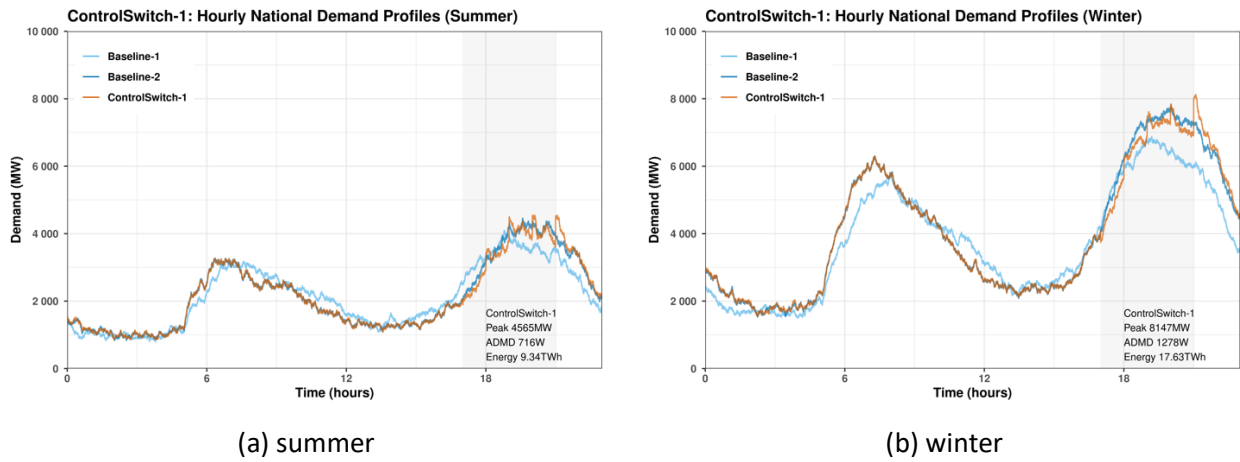 ControlSwitch-1: Hourly National Demand Profiles (Summer)
10 000
8 000
6 000
4 000
2 000
0
Demand (MW)
Baseline-1
Baseline-2
ControlSwitch-1
ControlSwitch-1
Peak 4565MW
ADMD 716W
Energy 9.34TWh
0 6 12 18
Time (hours)
(a) summer
ControlSwitch-1: Hourly National Demand Profiles (Winter)
10 000
8 000
6 000
4 000
2 000
0
Demand (MW)
Baseline-1
Baseline-2
ControlSwitch-1
ControlSwitch-1
Peak 8147MW
ADMD 1278W
Energy 17.63TWh
0 6 12 18
Time (hours)
(b) winter